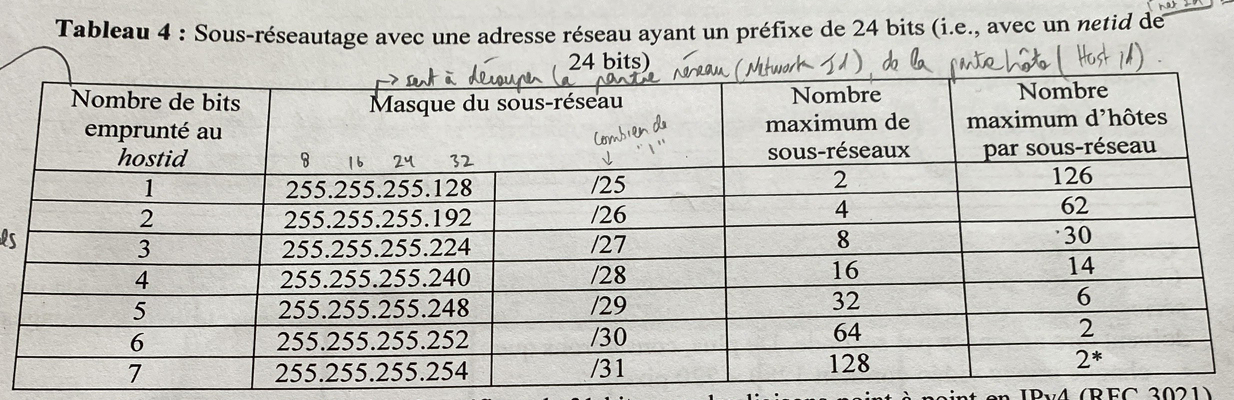 Tableau 4 : Sous-réseautage avec une adresse réseau ayant un préfixe de 24 bits (i.e., avec un netid de
24 bits)
→ sert à découper la partie réseau (Network Id), de la partie hôte (Host id).
Nombre de bits emprunté au hostid
Masque du sous-réseau
Nombre maximum de sous-réseaux
Nombre maximum d'hôtes par sous-réseau
8 16 24 32
combien de "1"
↓
1 255.255.255.128 /25 2 126
2 255.255.255.192 /26 4 62
3 255.255.255.224 /27 8 30
4 255.255.255.240 /28 16 14
5 255.255.255.248 /29 32 6
6 255.255.255.252 /30 64 2
7 255.255.255.254 /31 128 2*
point à point en IPv4 (RFC 3021)